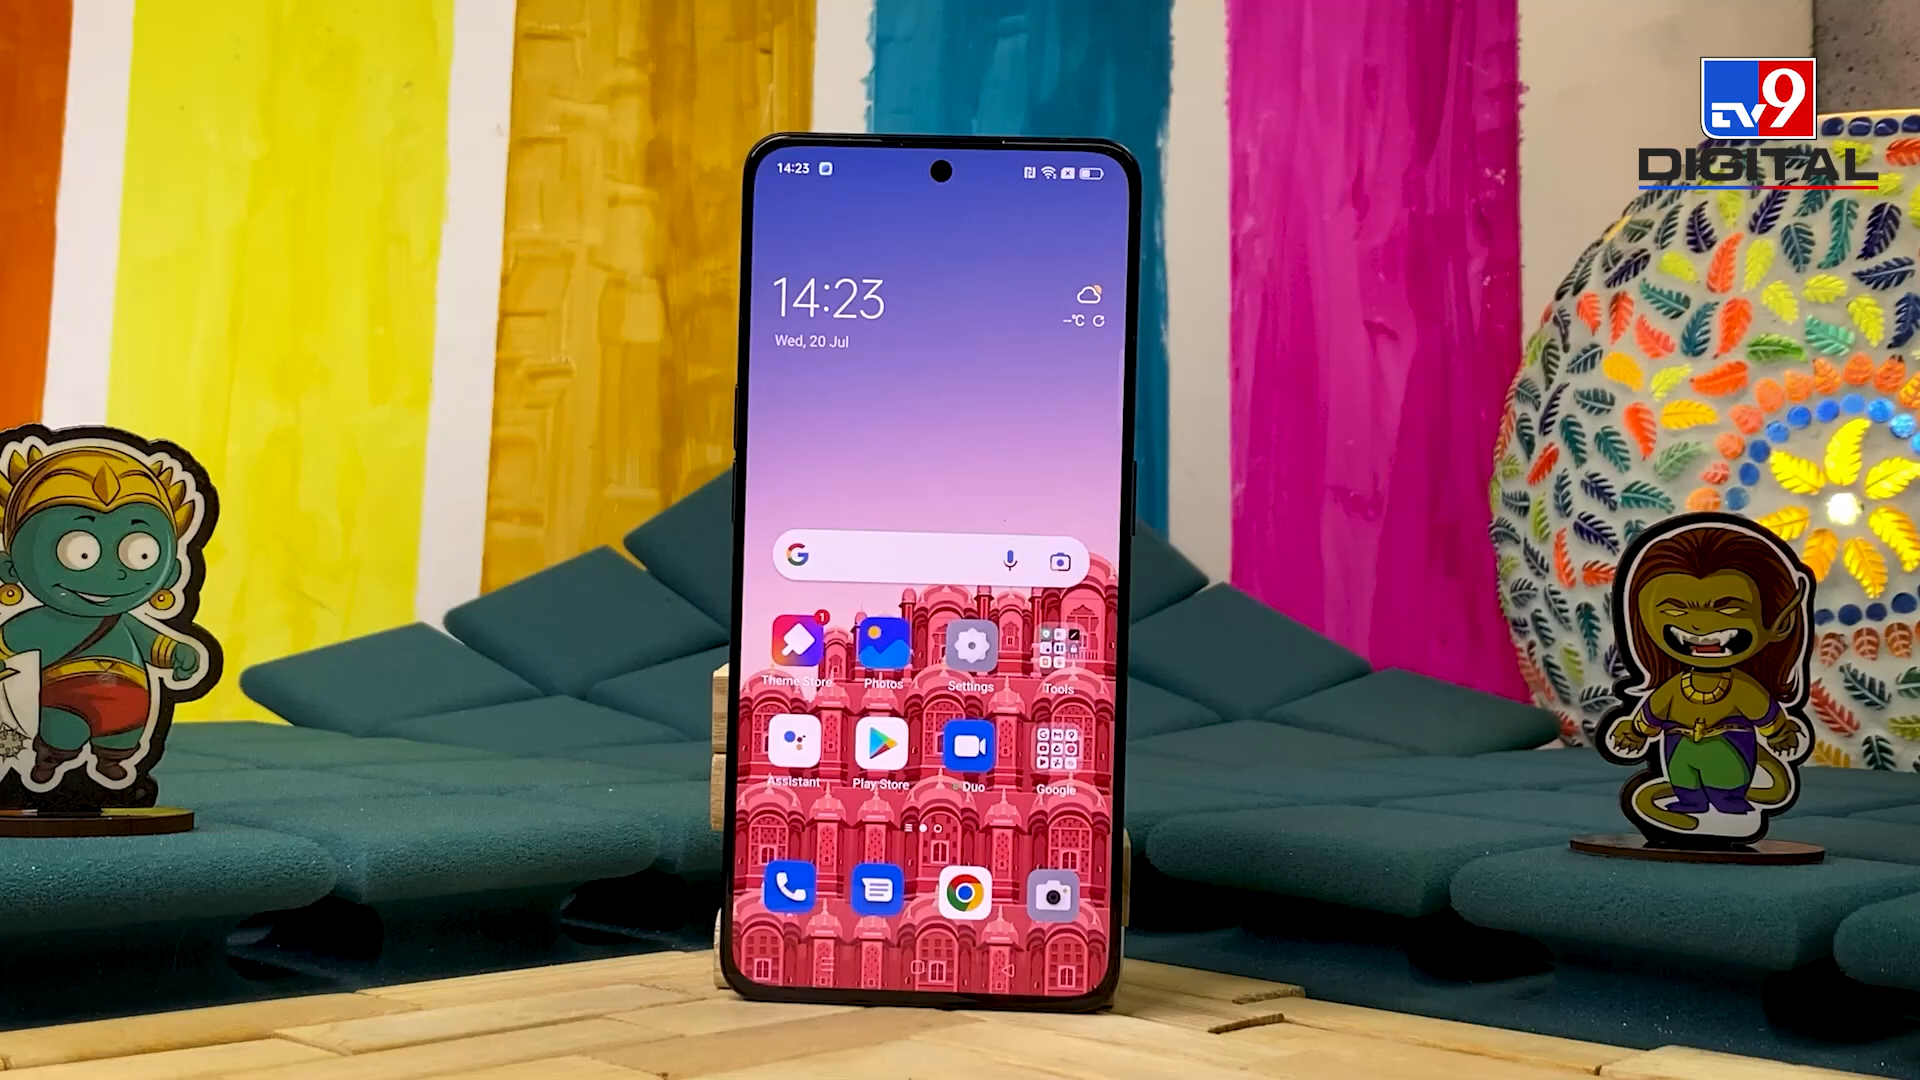 TV9
DIGITAL
14:23
14:23
Wed, 20 Jul
--°C
G
1
Theme Store
Photos
Settings
Tools
Assistant
Play Store
Duo
Google